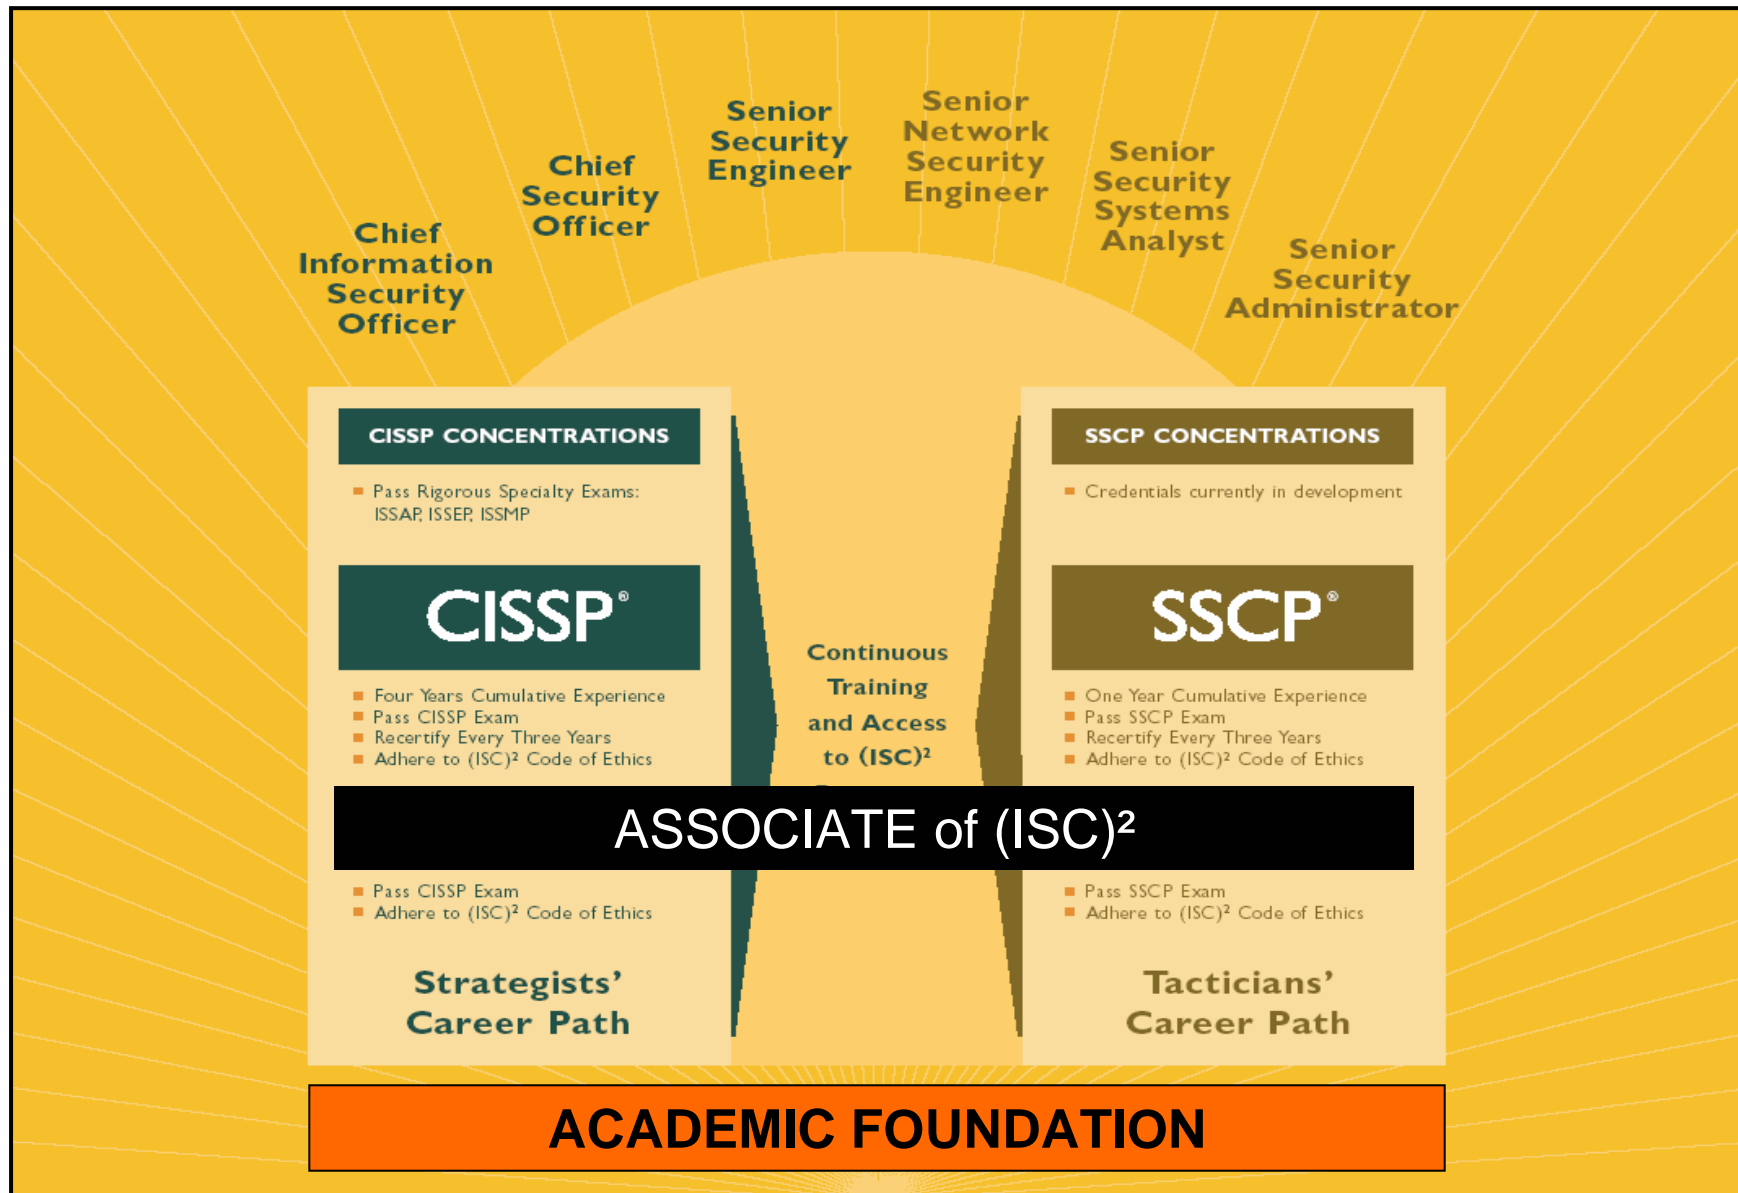 Chief
Information
Security
Officer
Chief
Security
Officer
Senior
Security
Engineer
Senior
Network
Security
Engineer
Senior
Security
Systems
Analyst
Senior
Security
Administrator
CISSP CONCENTRATIONS
Pass Rigorous Specialty Exams:
ISSAP, ISSEP, ISSMP
CISSP®
Four Years Cumulative Experience
Pass CISSP Exam
Recertify Every Three Years
Adhere to (ISC)² Code of Ethics
Continuous
Training
and Access
to (ISC)²
SSCP CONCENTRATIONS
Credentials currently in development
SSCP®
One Year Cumulative Experience
Pass SSCP Exam
Recertify Every Three Years
Adhere to (ISC)² Code of Ethics
ASSOCIATE of (ISC)²
Pass CISSP Exam
Adhere to (ISC)² Code of Ethics
Strategists’
Career Path
Pass SSCP Exam
Adhere to (ISC)² Code of Ethics
Tacticians’
Career Path
ACADEMIC FOUNDATION